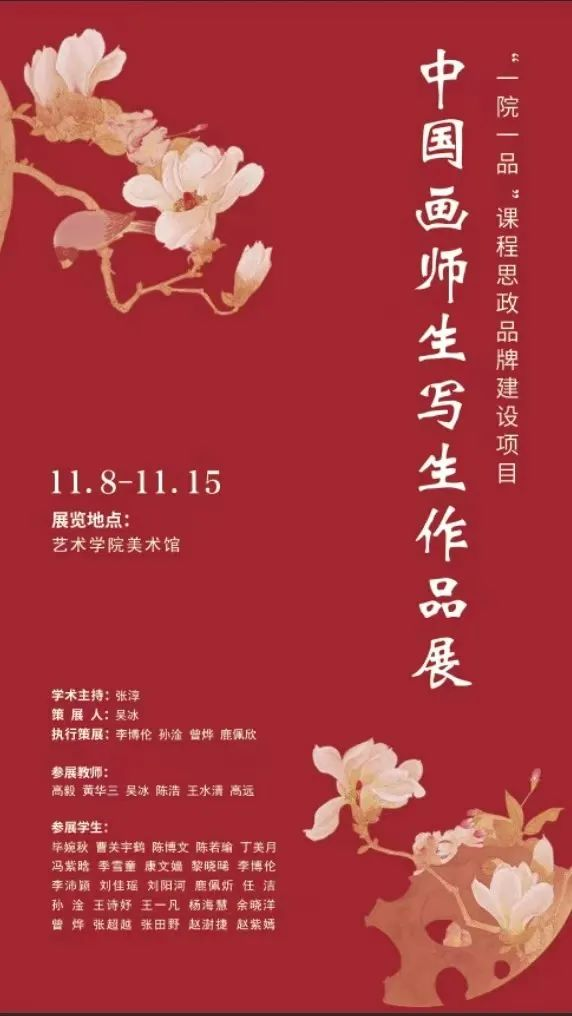 “一院一品”课程思政品牌建设项目
中国画师生写生作品展
11.8-11.15
展览地点：
艺术学院美术馆
学术主持：张淳
策 展 人：吴冰
执行策展：李博伦 孙淦 曾烨 鹿佩欣
参展教师：
高毅 黄华三 吴冰 陈浩 王水清 高远
参展学生：
毕婉秋 曹芙宇鹤 陈博文 陈若瑜 丁美月
冯紫晗 季雪童 康文嫡 黎晓晞 李博伦
李沛颍 刘佳瑶 刘阳河 鹿佩炘 任 洁
孙 淦 王诗妤 王一凡 杨海慧 余晓洋
曾 烨 张超越 张田野 赵澍捷 赵紫嫣